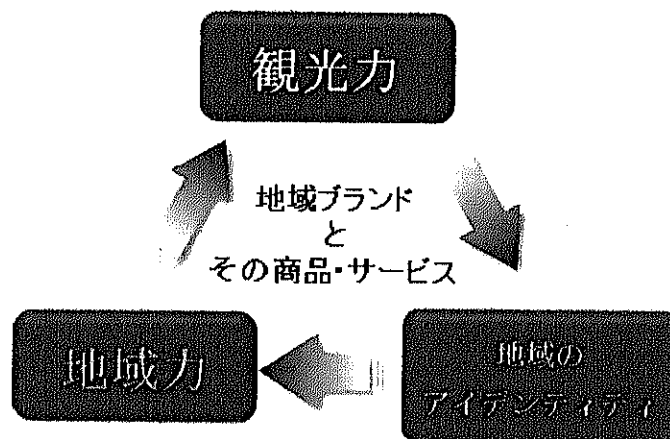 観光力
地域ブランド
と
その商品・サービス
地域力
地域の
アイデンティティ